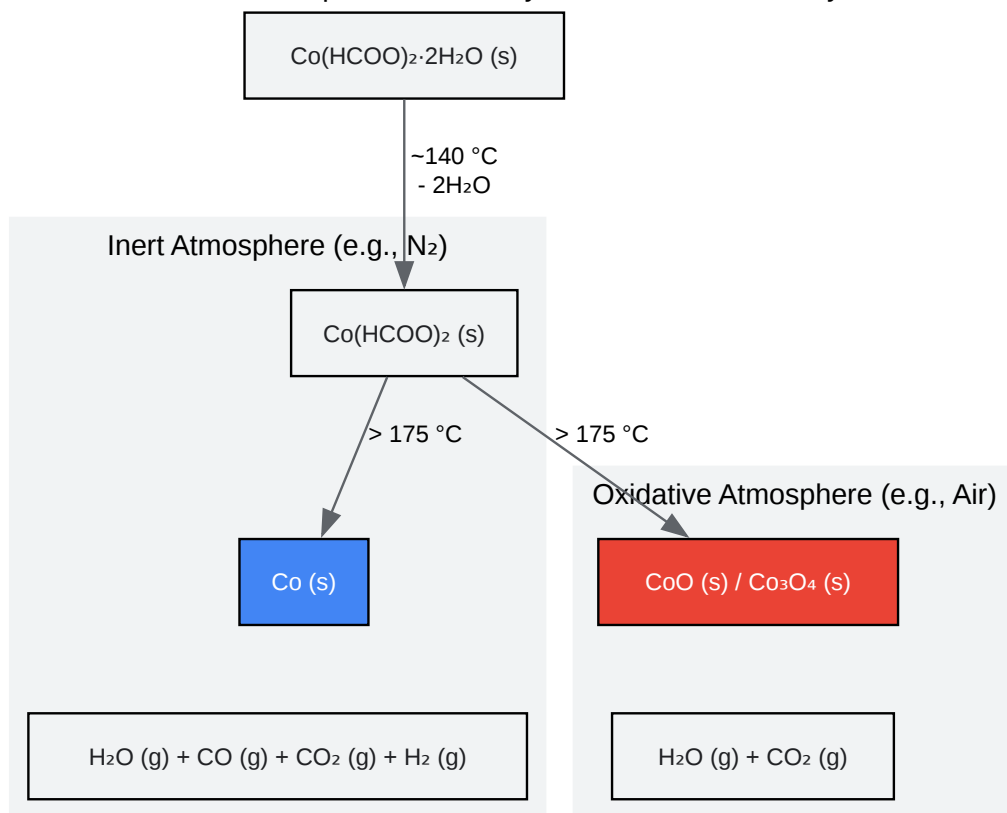 Co(HCOO)₂·2H₂O (s)
~140 °C
- 2H₂O
Inert Atmosphere (e.g., N₂)
Co(HCOO)₂ (s)
> 175 °C
> 175 °C
Oxidative Atmosphere (e.g., Air)
Co (s)
CoO (s) / Co₃O₄ (s)
H₂O (g) + CO (g) + CO₂ (g) + H₂ (g)
H₂O (g) + CO₂ (g)